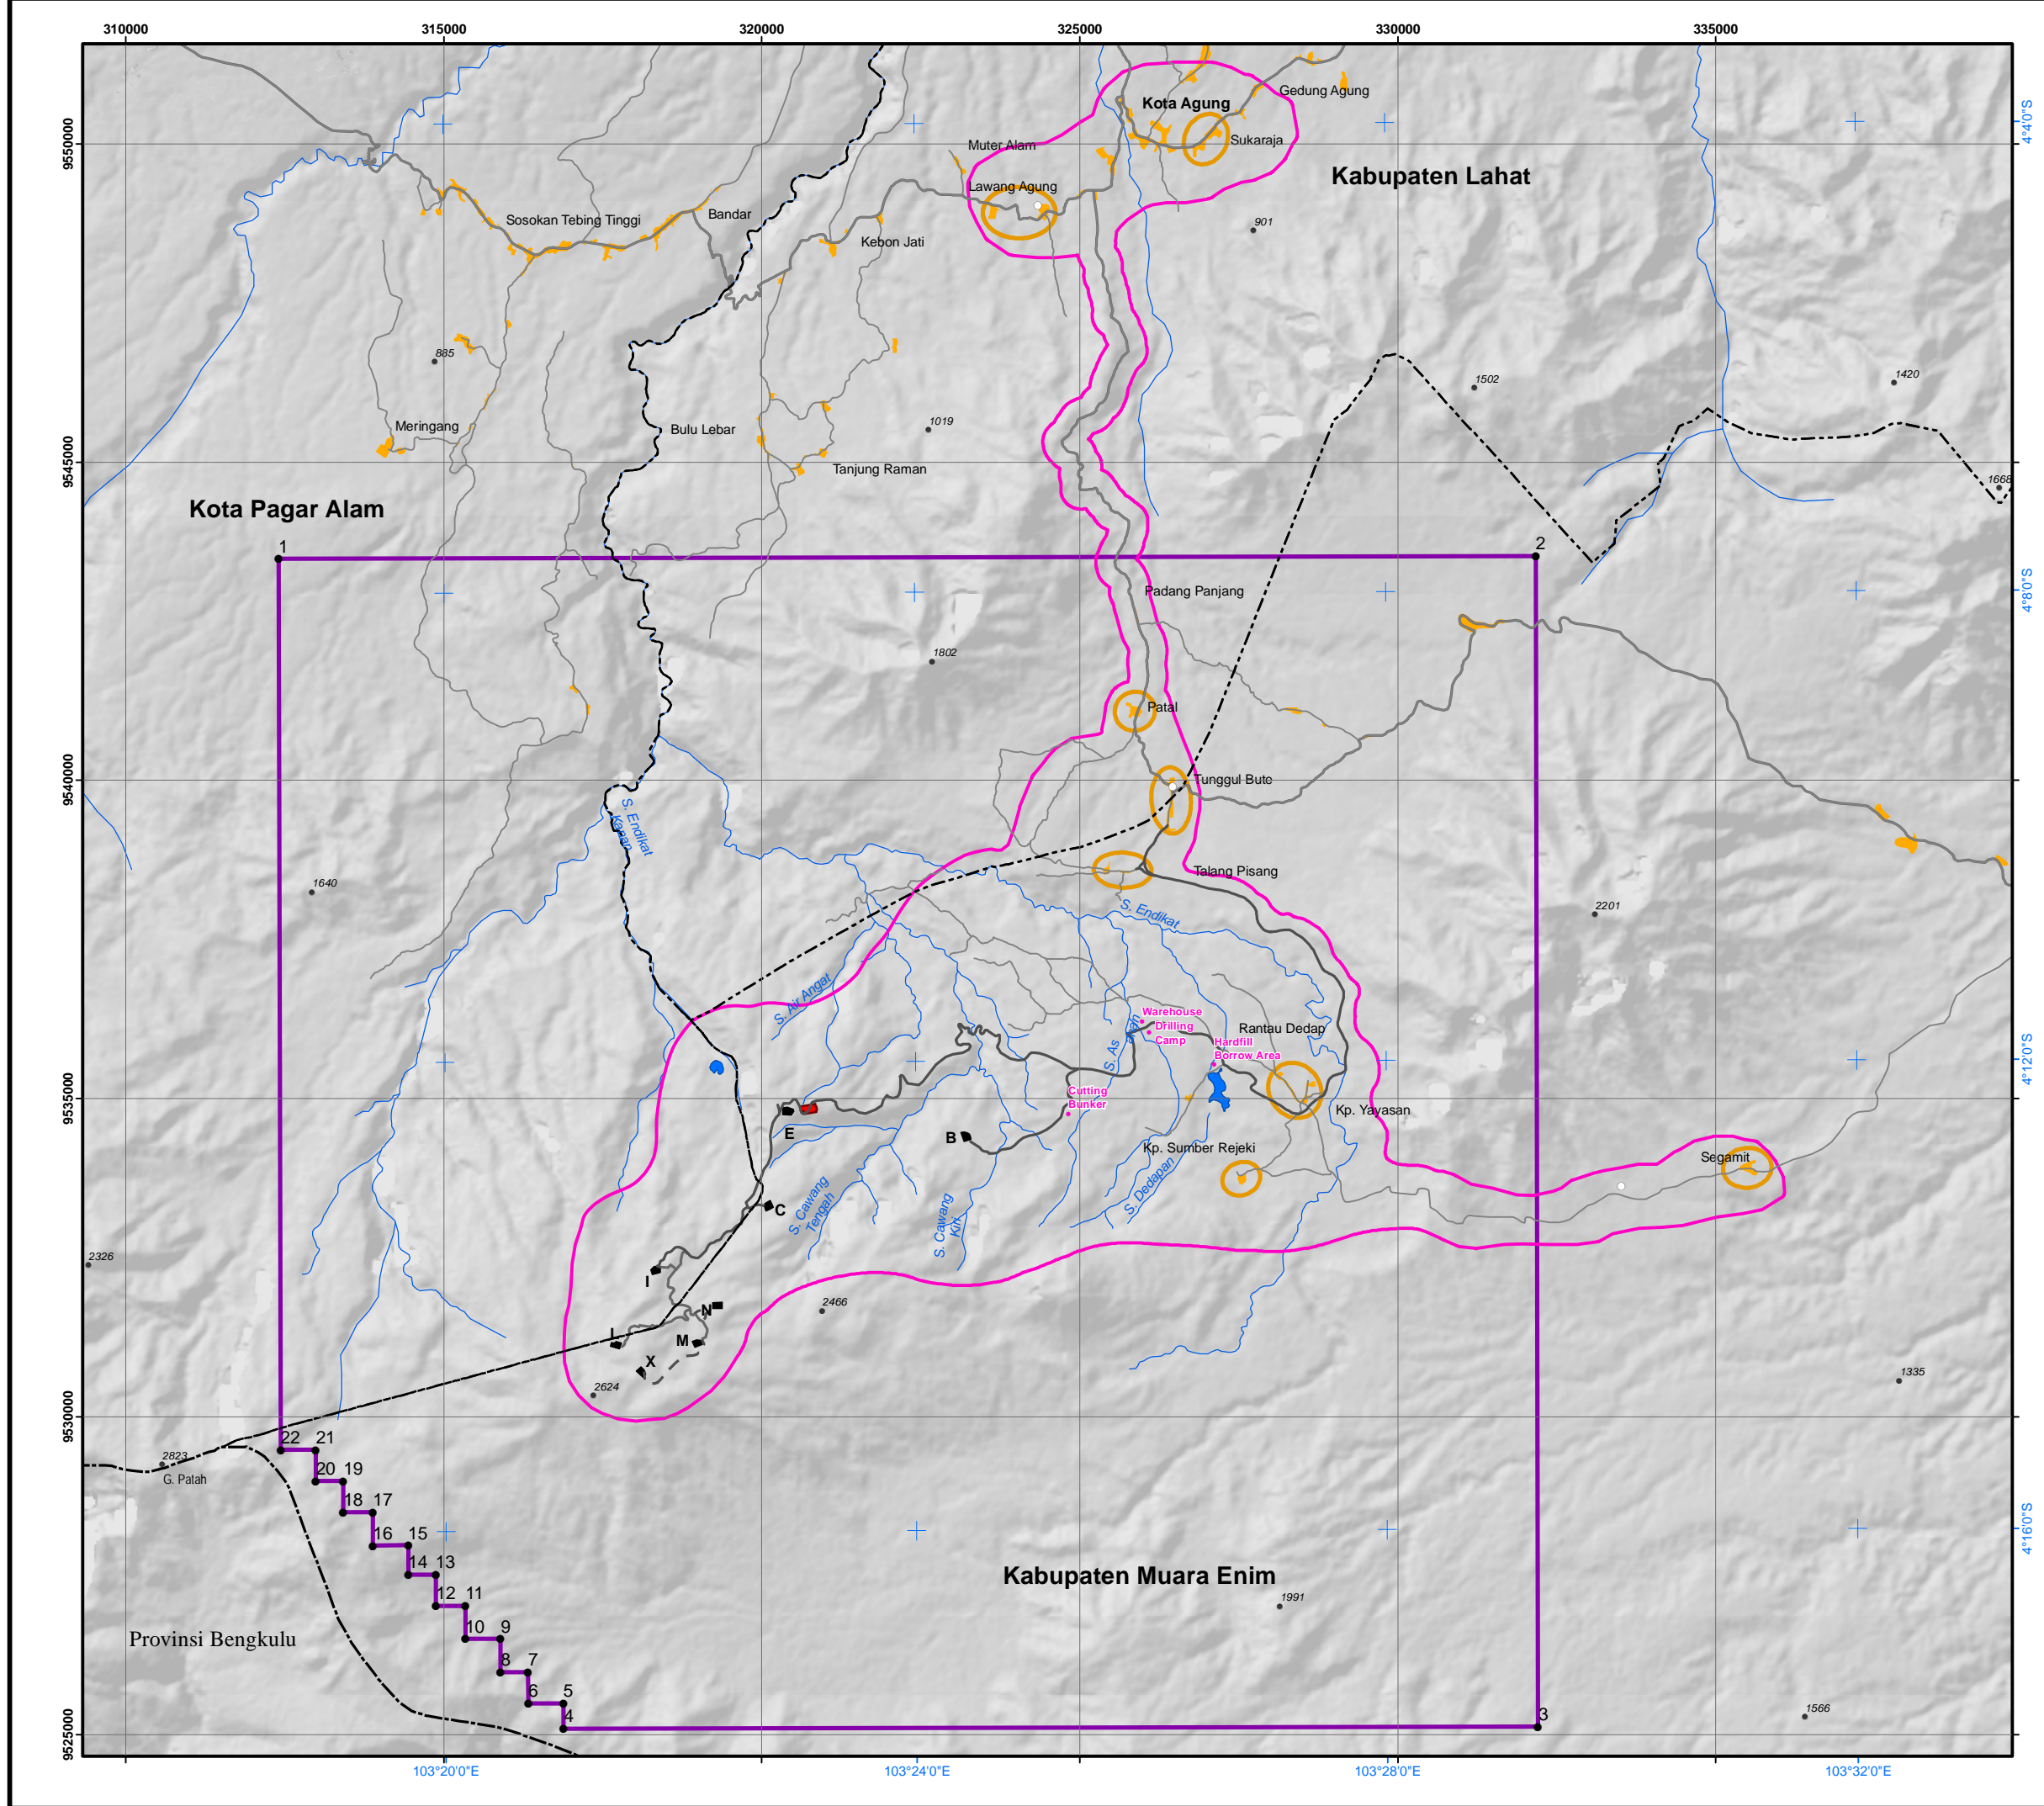 310000
315000
320000
325000
330000
335000
9550000
9545000
9540000
9535000
9530000
9525000
4°4'0"S
4°8'0"S
4°12'0"S
4°16'0"S
103°20'0"E
103°24'0"E
103°28'0"E
103°32'0"E
Gedung Agung
Kota Agung
Sukaraja
Muter Alam
Kabupaten Lahat
Lawang Agung
Bandar
Sosokan Tebing Tinggi
901
Kebon Jati
885
1502
1420
Meringang
Bulu Lebar
1019
Tanjung Raman
1668
Kota Pagar Alam
1
2
Padang Panjang
1802
Patal
Tunggul Bute
S. Endikat
Kanan
Talang Pisang
1640
S. Endikat
2201
S. Air Angat
Warehouse
Drilling
Camp
Rantau Dedap
Hardfill
Borrow Area
S. As
ahan
Cutting
Bunker
Kp. Yayasan
E
B
Kp. Sumber Rejeki
Segamit
S. Dedapan
C
S. Cawang
Tengah
S. Cawang
Kiri
2326
I
N
2466
L
M
X
2624
1335
22
21
2823
G. Patah
20
19
18
17
16
15
14
13
Kabupaten Muara Enim
12
11
1991
10
9
Provinsi Bengkulu
8
7
6
5
4
3
1566